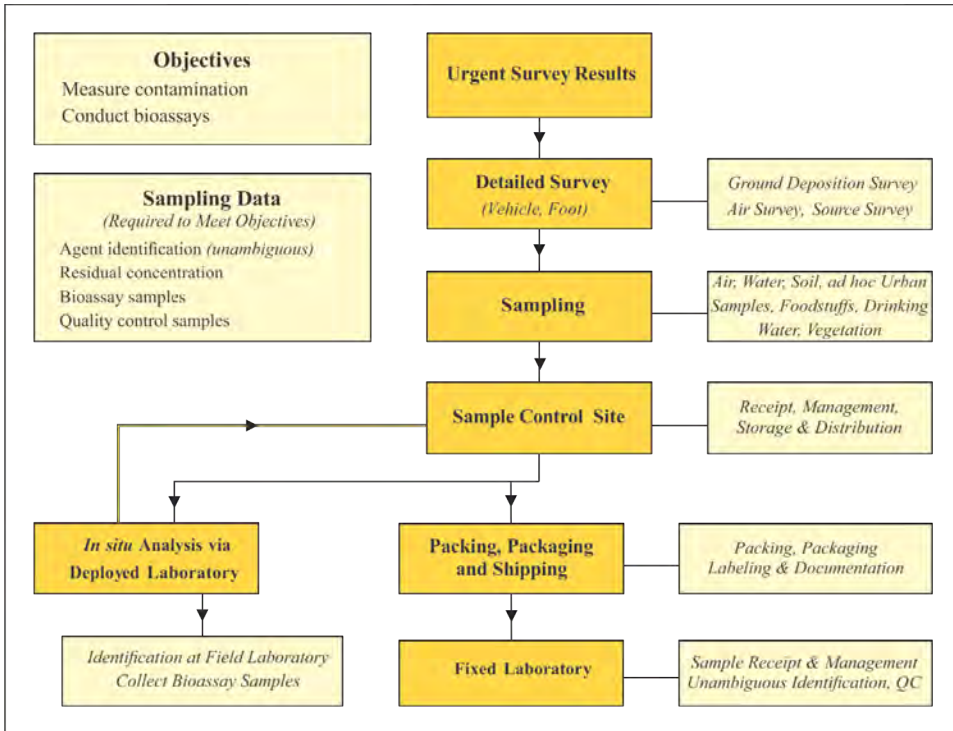 Objectives
Measure contamination
Conduct bioassays
Sampling Data
(Required to Meet Objectives)
Agent identification (unambiguous)
Residual concentration
Bioassay samples
Quality control samples
Urgent Survey Results
Detailed Survey
(Vehicle, Foot)
Ground Deposition Survey
Air Survey, Source Survey
Sampling
Air, Water, Soil, ad hoc Urban
Samples, Foodstuffs, Drinking
Water, Vegetation
Sample Control Site
Receipt, Management,
Storage & Distribution
In situ Analysis via
Deployed Laboratory
Packing, Packaging
and Shipping
Packing, Packaging
Labeling & Documentation
Identification at Field Laboratory
Collect Bioassay Samples
Fixed Laboratory
Sample Receipt & Management
Unambiguous Identification, QC